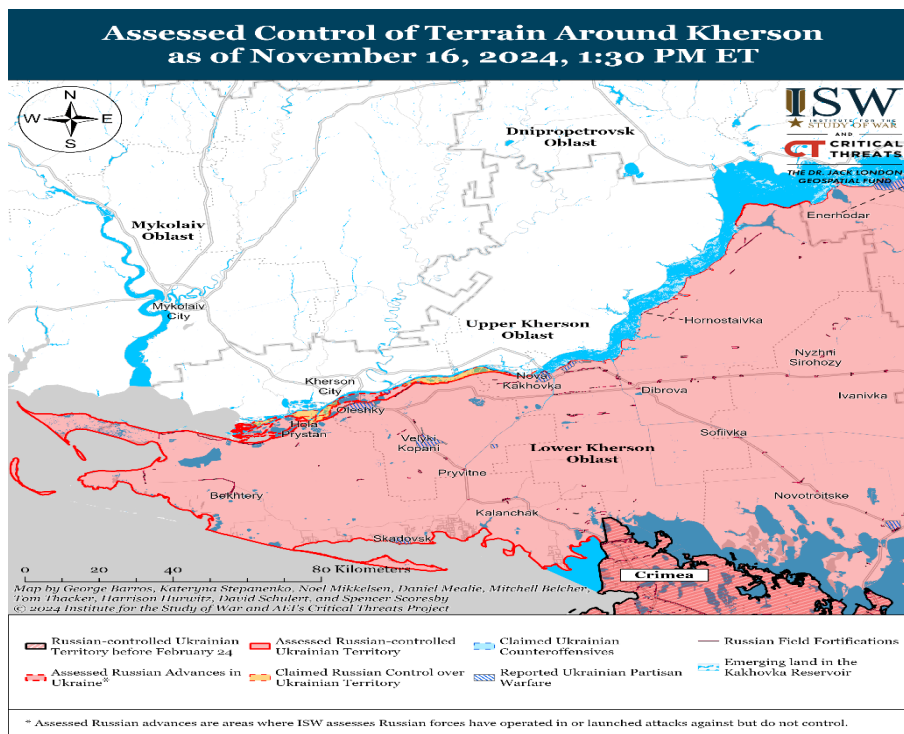 Assessed Control of Terrain Around Kherson
as of November 16, 2024, 1:30 PM ET
N
W E
S
ISW
INSTITUTE FOR THE
STUDY OF WAR
AND
CT CRITICAL
THREATS
THE DR. JACK LONDON
GEOSPATIAL FUND
Dnipropetrovsk
Oblast
Mykolaiv
Oblast
Enerhodar
Mykolaiv
City
Hornostaivka
Upper Kherson
Oblast
Nyzhni
Sirohozy
Kherson
City
Nova
Kakhovka
Dibrova
Ivanivka
Oleshky
Hola
Prystan
Sofiivka
Velyki
Kopani
Lower Kherson
Oblast
Pryvitne
Bekhtery
Novotroitske
Kalanchak
Skadovsk
Crimea
0 20 40 80 Kilometers
Map by George Barros, Kateryna Stepanenko, Noel Mikkelsen, Daniel Mealie, Mitchell Belcher,
Tom Thacker, Harrison Hurwitz, David Schulert, and Spencer Scoresby
© 2024 Institute for the Study of War and AEI's Critical Threats Project
Russian-controlled Ukrainian
Territory before February 24
Assessed Russian-controlled
Ukrainian Territory
Claimed Ukrainian
Counteroffensives
Russian Field Fortifications
Assessed Russian Advances in
Ukraine*
Claimed Russian Control over
Ukrainian Territory
Reported Ukrainian Partisan
Warfare
Emerging land in the
Kakhovka Reservoir
* Assessed Russian advances are areas where ISW assesses Russian forces have operated in or launched attacks against but do not control.